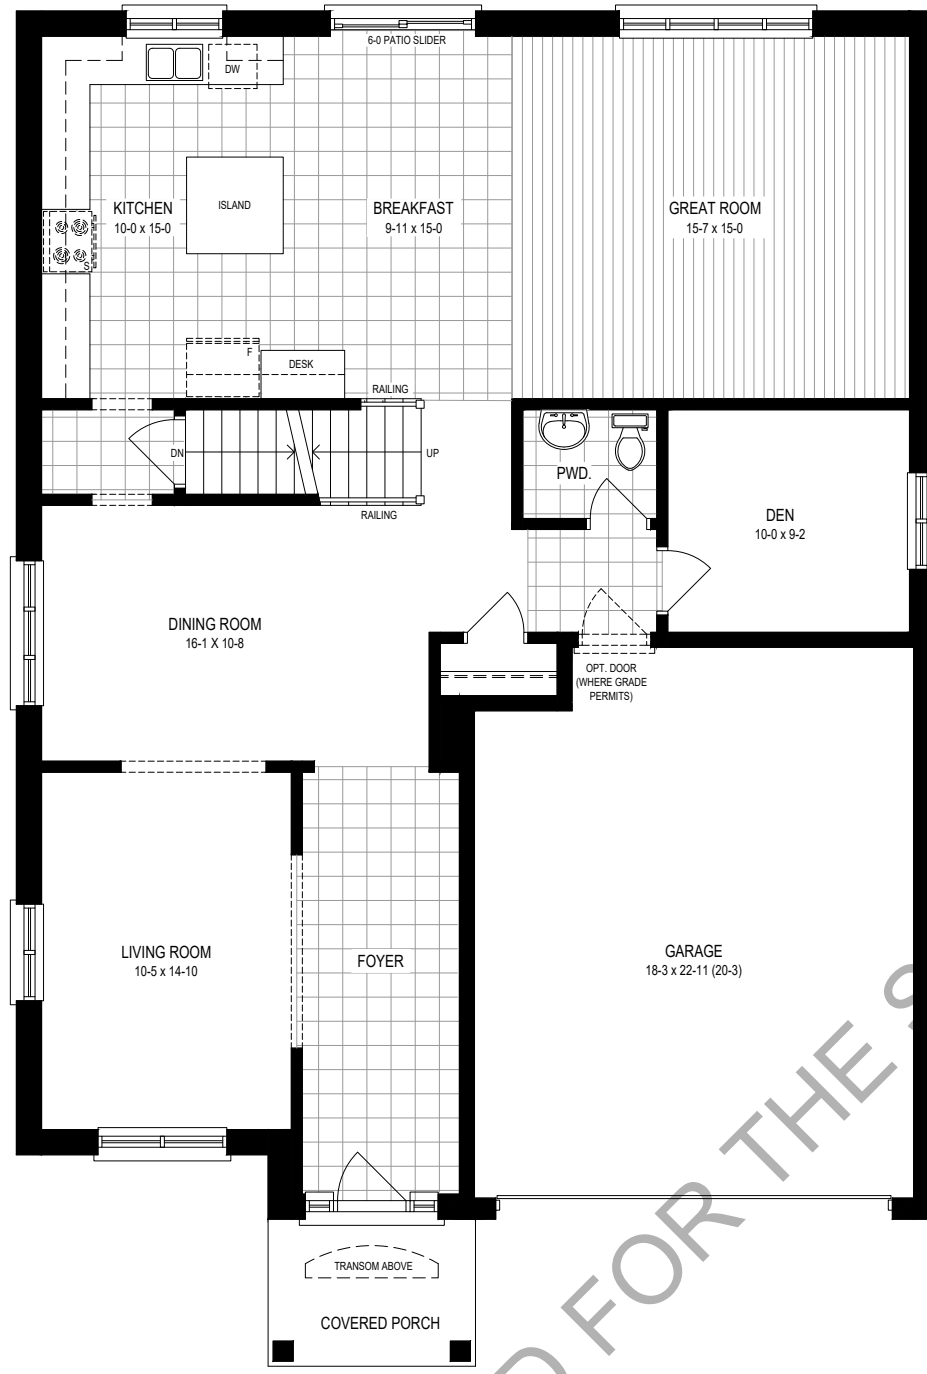 6-0 PATIO SLIDER
DW
KITCHEN
10-0 x 15-0
ISLAND
BREAKFAST
9-11 x 15-0
GREAT ROOM
15-7 x 15-0
S
F
DESK
RAILING
DN
UP
PWD.
RAILING
DEN
10-0 x 9-2
DINING ROOM
16-1 X 10-8
OPT. DOOR
(WHERE GRADE
PERMITS)
LIVING ROOM
10-5 x 14-10
FOYER
GARAGE
18-3 x 22-11 (20-3)
TRANSOM ABOVE
COVERED PORCH
D FOR THE S